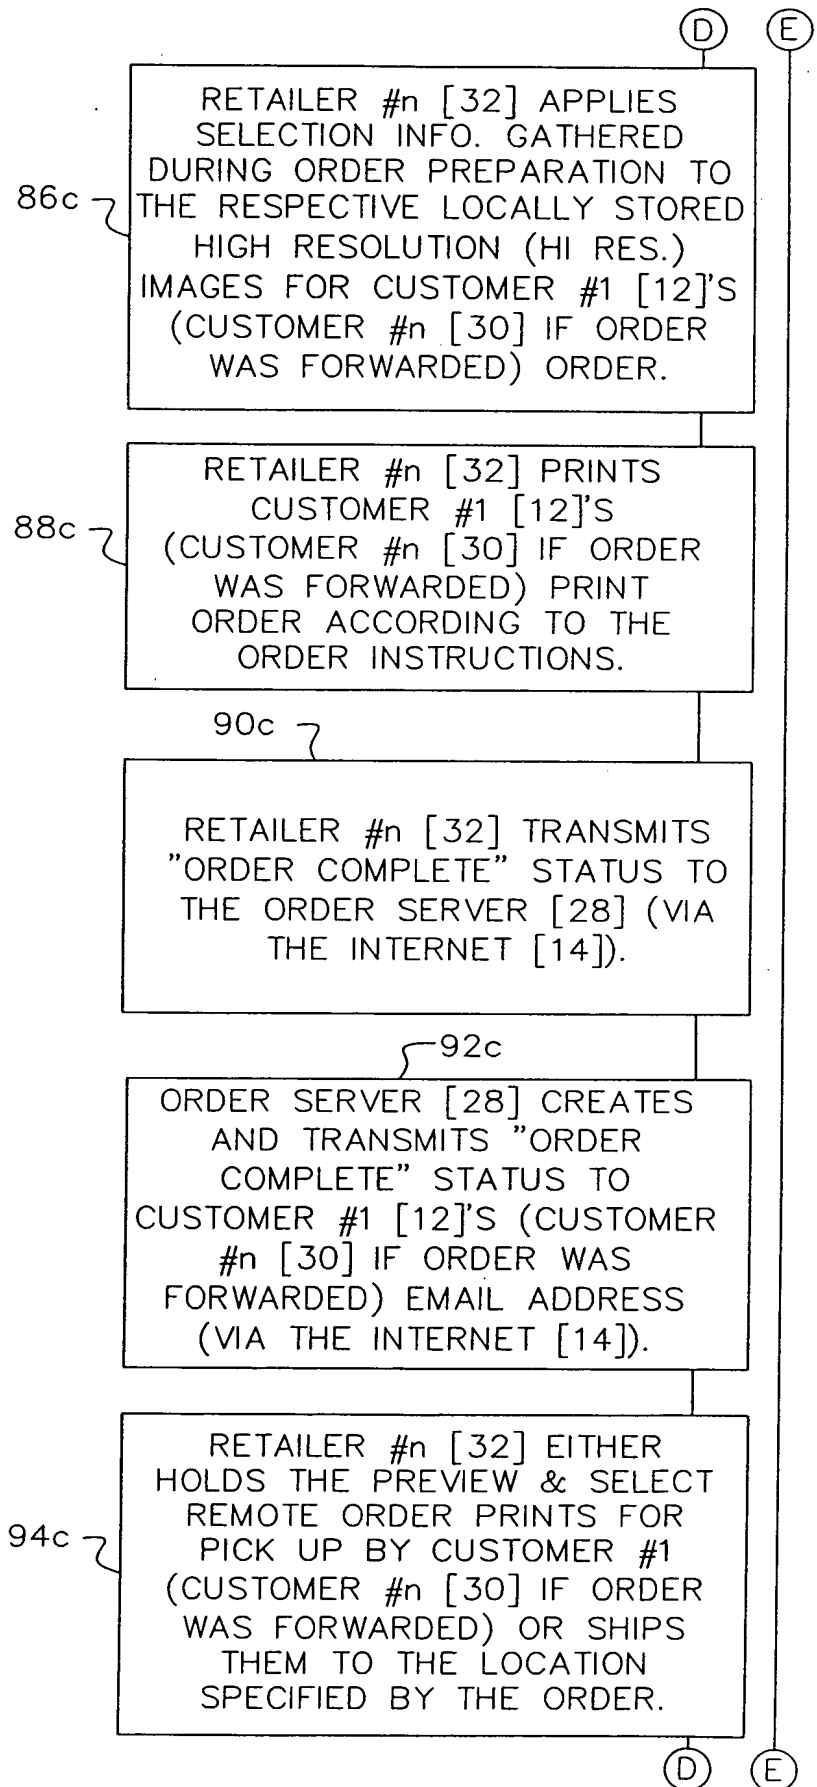 D E
86c
RETAILER #n [32] APPLIES
SELECTION INFO. GATHERED
DURING ORDER PREPARATION TO
THE RESPECTIVE LOCALLY STORED
HIGH RESOLUTION (HI RES.)
IMAGES FOR CUSTOMER #1 [12]'S
(CUSTOMER #n [30] IF ORDER
WAS FORWARDED) ORDER.
88c
RETAILER #n [32] PRINTS
CUSTOMER #1 [12]'S
(CUSTOMER #n [30] IF ORDER
WAS FORWARDED) PRINT
ORDER ACCORDING TO THE
ORDER INSTRUCTIONS.
90c
RETAILER #n [32] TRANSMITS
"ORDER COMPLETE" STATUS TO
THE ORDER SERVER [28] (VIA
THE INTERNET [14]).
92c
ORDER SERVER [28] CREATES
AND TRANSMITS "ORDER
COMPLETE" STATUS TO
CUSTOMER #1 [12]'S (CUSTOMER
#n [30] IF ORDER WAS
FORWARDED) EMAIL ADDRESS
(VIA THE INTERNET [14]).
94c
RETAILER #n [32] EITHER
HOLDS THE PREVIEW & SELECT
REMOTE ORDER PRINTS FOR
PICK UP BY CUSTOMER #1
(CUSTOMER #n [30] IF ORDER
WAS FORWARDED) OR SHIPS
THEM TO THE LOCATION
SPECIFIED BY THE ORDER.
D E